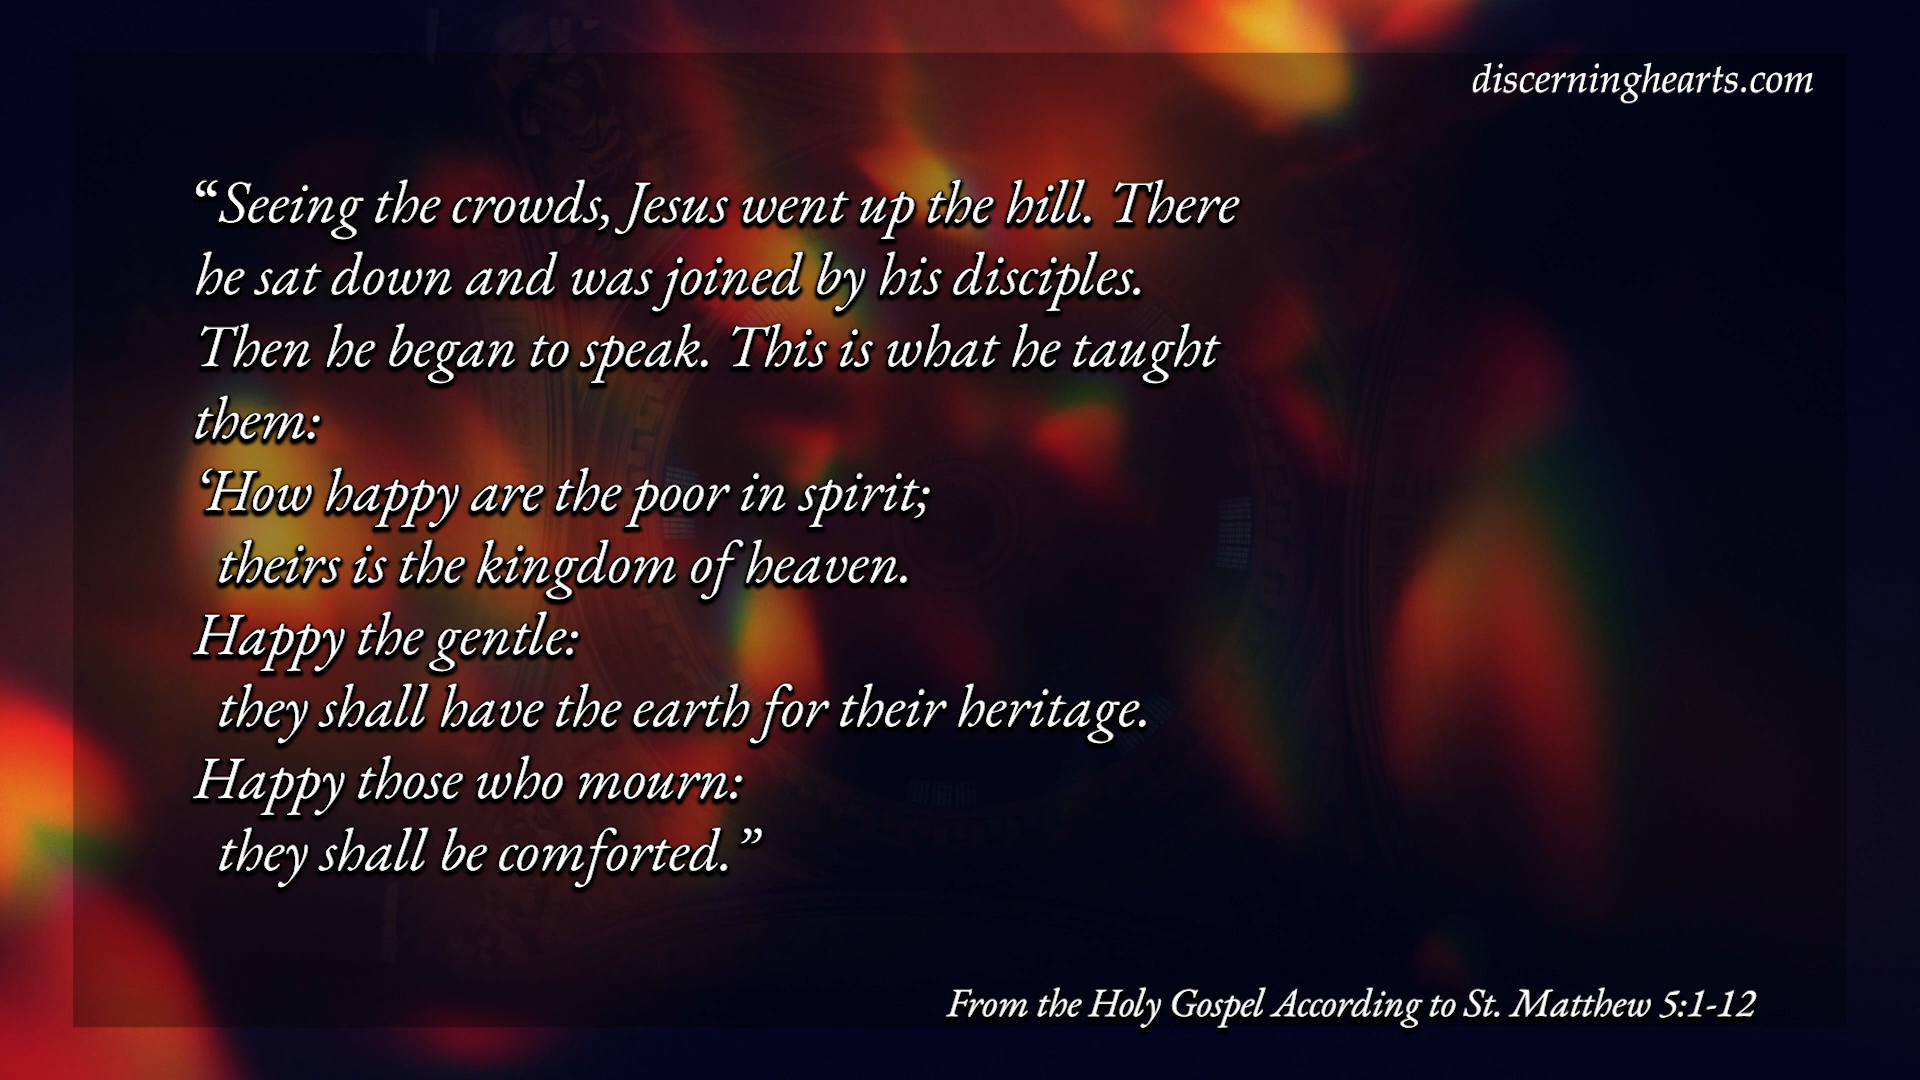 discerninghearts.com
“Seeing the crowds, Jesus went up the hill. There
he sat down and was joined by his disciples.
Then he began to speak. This is what he taught
them:
‘How happy are the poor in spirit;
theirs is the kingdom of heaven.
Happy the gentle:
they shall have the earth for their heritage.
Happy those who mourn:
they shall be comforted.”
From the Holy Gospel According to St. Matthew 5:1-12